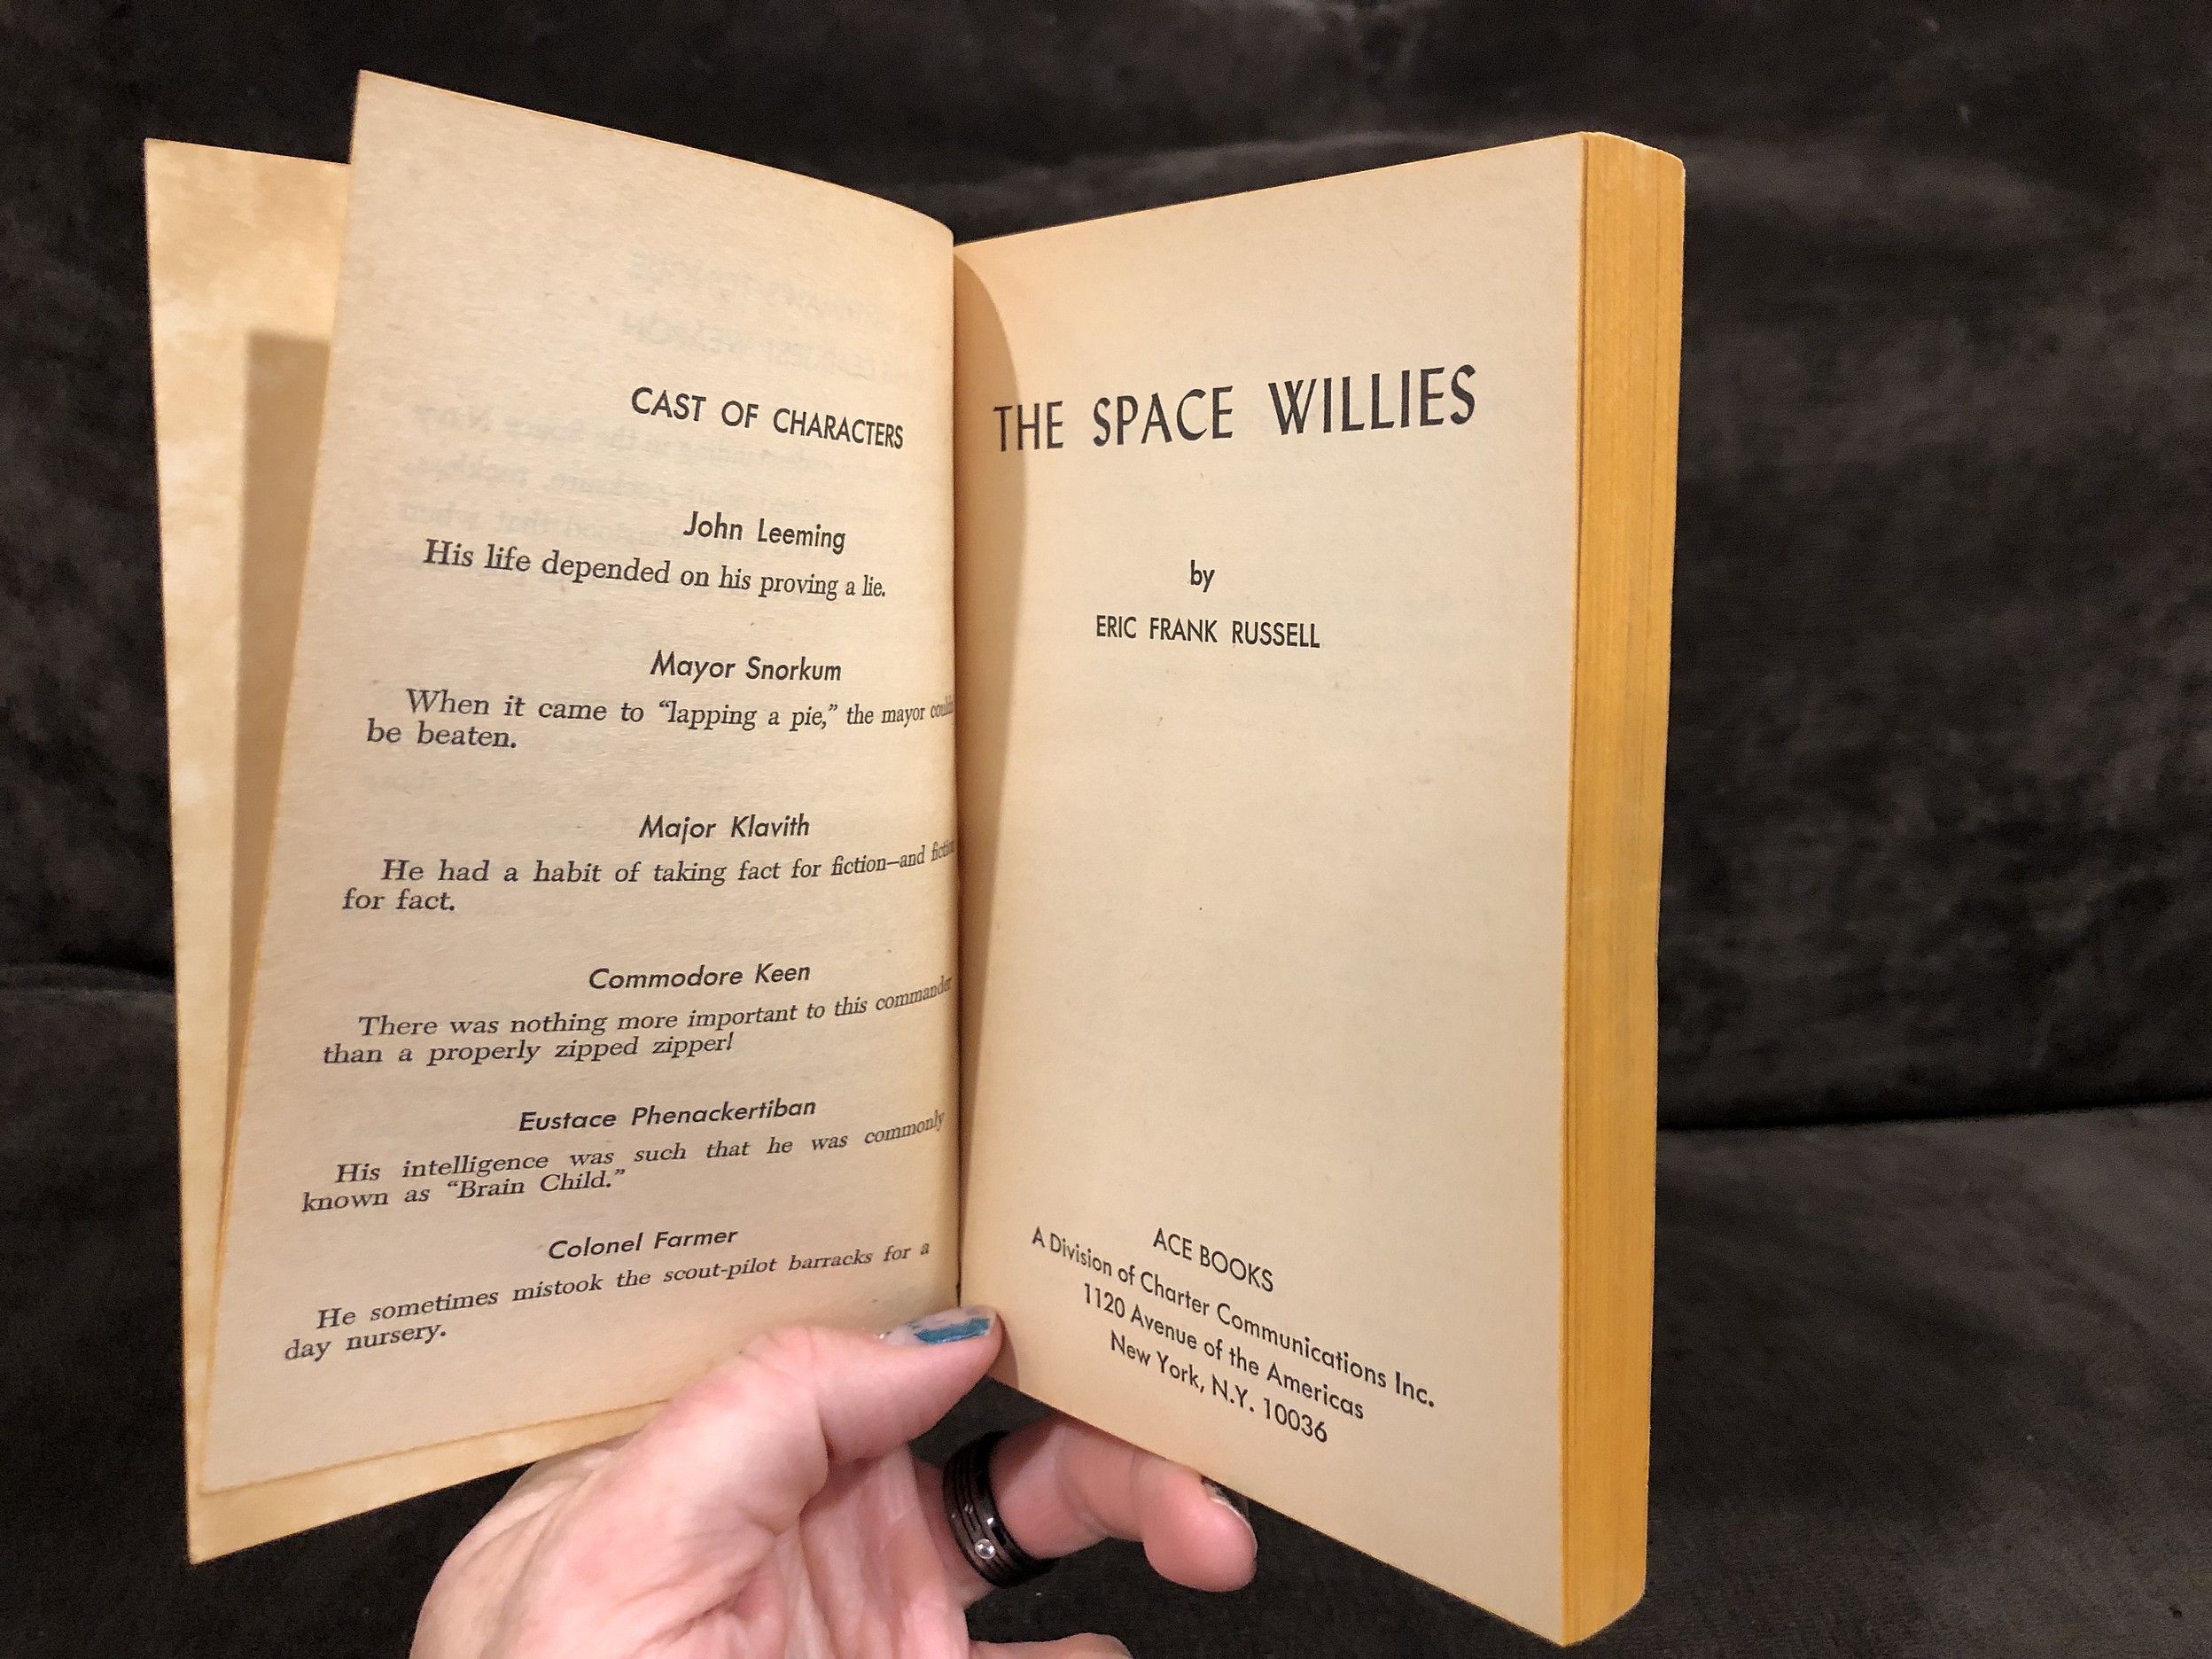 CAST OF CHARACTERS
John Leeming
His life depended on his proving a lie.
Mayor Snorkum
When it came to “lapping a pie,” the mayor
be beaten.
Major Klavith
He had a habit of taking fact for fiction—and fiction
for fact.
Commodore Keen
There was nothing more important to this commander
than a properly zipped zipper!
Eustace Phenackertiban
His intelligence was such that he was commonly
known as “Brain Child.”
Colonel Farmer
He sometimes mistook the scout-pilot barracks for a
day nursery.
THE SPACE WILLIES
by
ERIC FRANK RUSSELL
ACE BOOKS
A Division of Charter Communications Inc.
1120 Avenue of the Americas
New York, N.Y. 10036